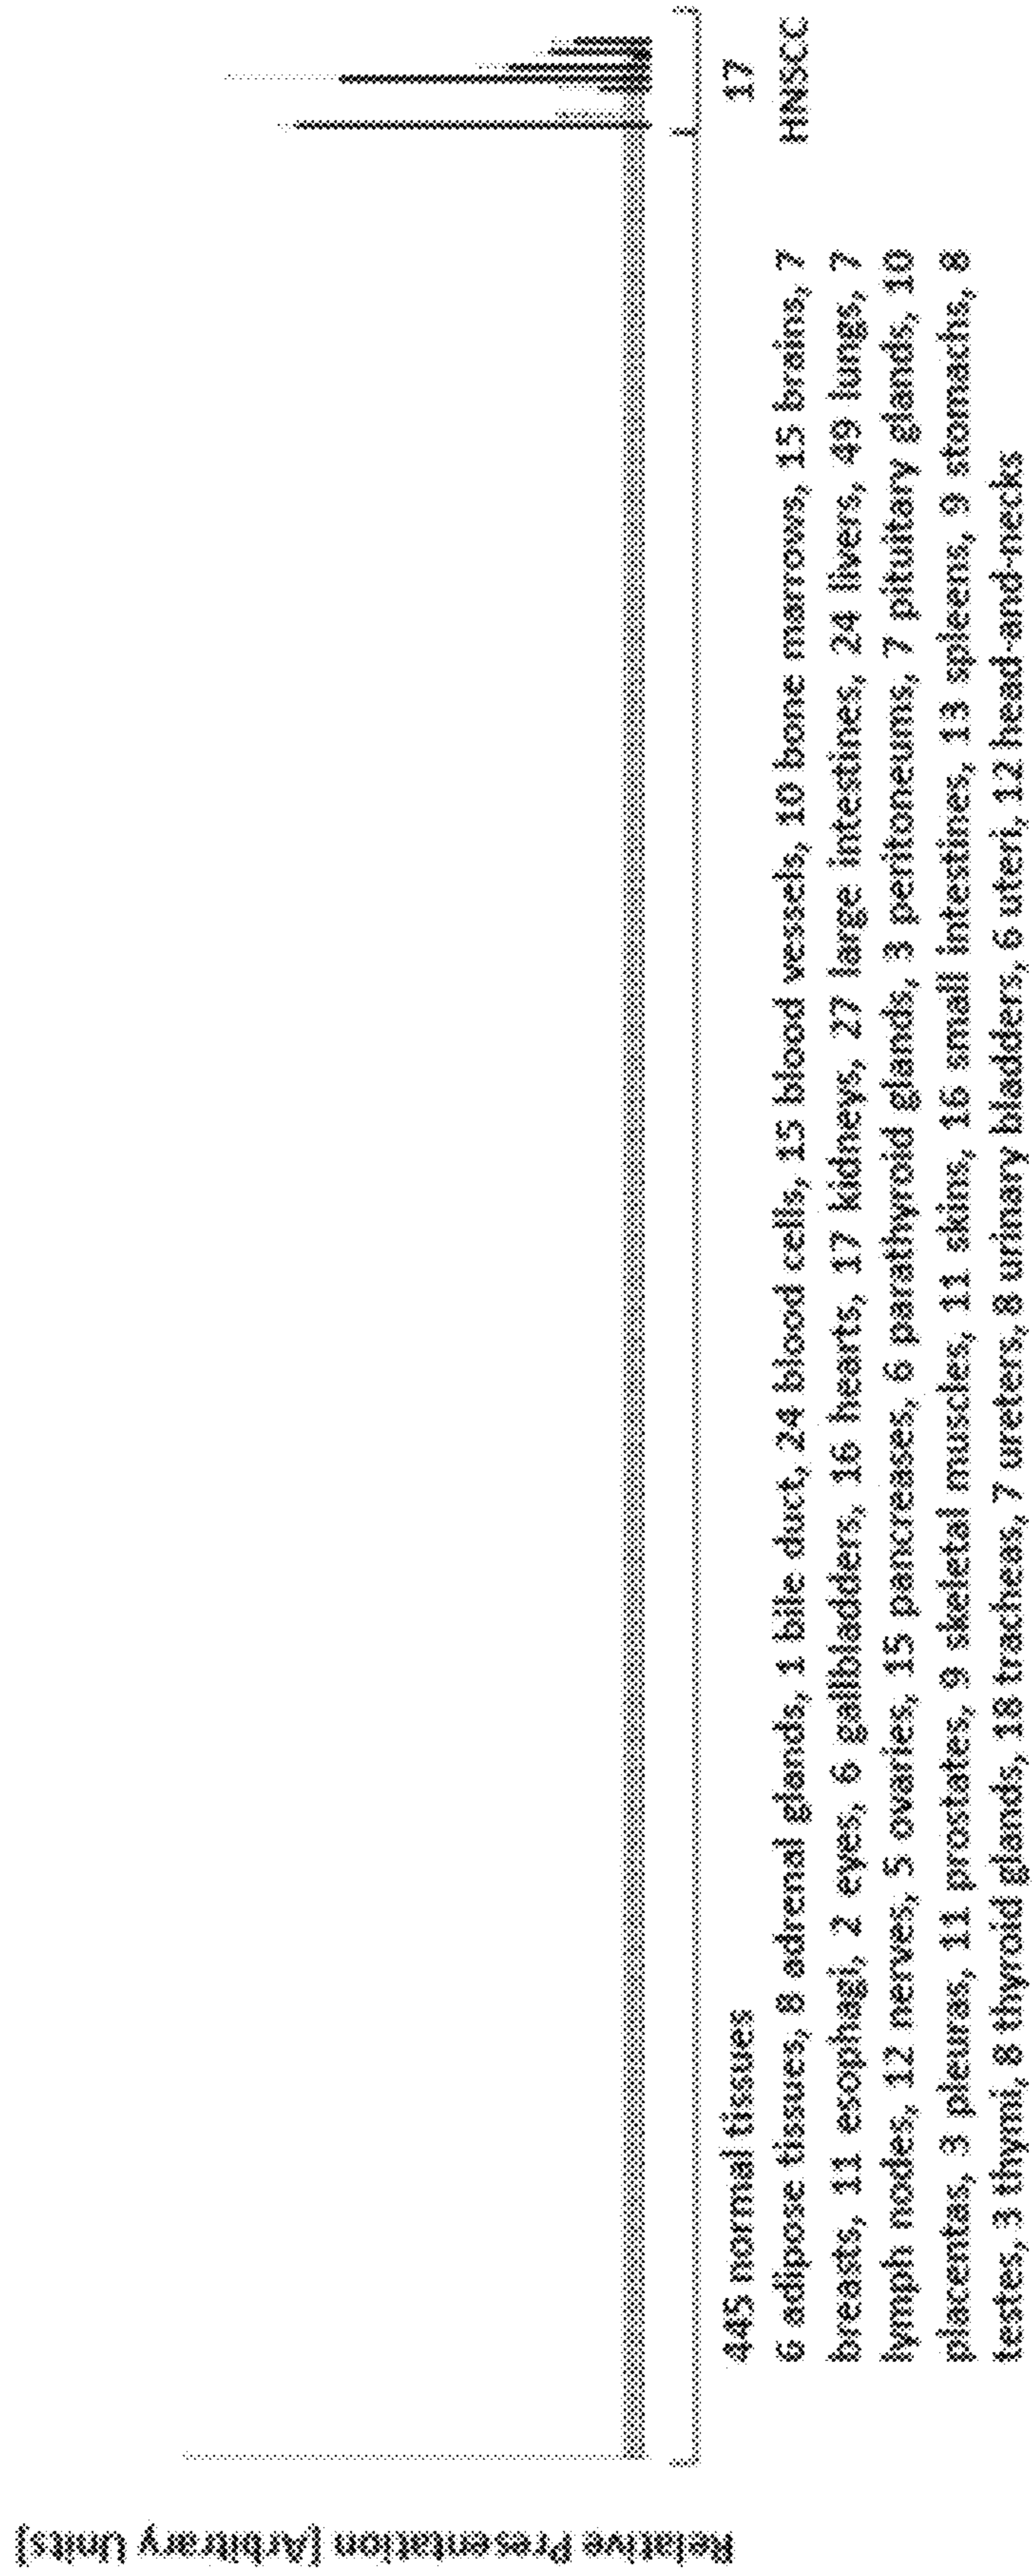 Relative Presentation [Arbitrary Units]
445 normal tissues
17
HNSCC
6 adipose tissues, 8 adrenal glands, 1 bile duct, 24 blood cells, 15 blood vessels, 10 bone marrows, 15 brains, 7
breasts, 11 esophagi, 2 eyes, 6 gallbladders, 16 hearts, 17 kidneys, 27 large intestines, 24 livers, 49 lungs, 7
lymph nodes, 12 nerves, 5 ovaries, 15 pancreases, 6 parathyroid glands, 3 peritoneums, 7 pituitary glands, 10
placentas, 3 pleuras, 11 prostates, 9 skeletal muscles, 11 skins, 16 small intestines, 13 spleens, 9 stomachs, 8
testes, 3 thymi, 8 thyroid glands, 18 tracheas, 7 ureters, 8 urinary bladders, 6 uteri, 12 head-and-necks